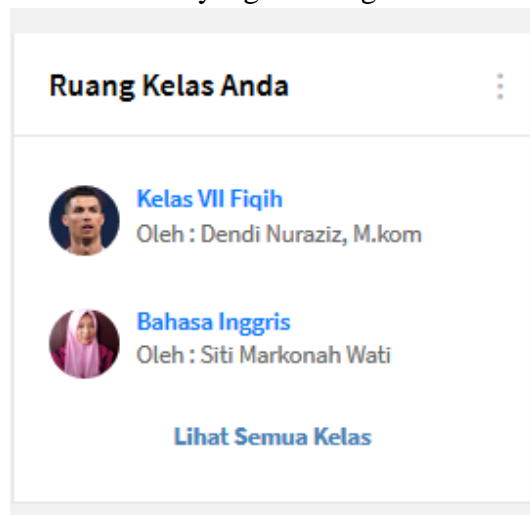 Ruang Kelas Anda
Kelas VII Fiqih
Oleh : Dendi Nuraziz, M.kom
Bahasa Inggris
Oleh : Siti Markonah Wati
Lihat Semua Kelas